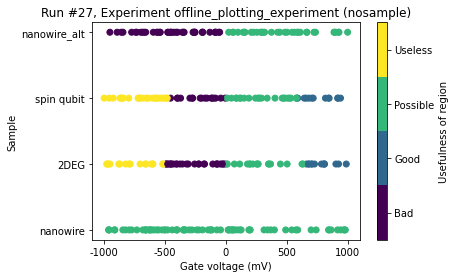 Run #27, Experiment offline_plotting_experiment (nosample)
nanowire_alt
spin qubit
2DEG
nanowire
Sample
-1000 -500 0 500 1000
Gate voltage (mV)
Useless
Possible
Good
Bad
Usefulness of region